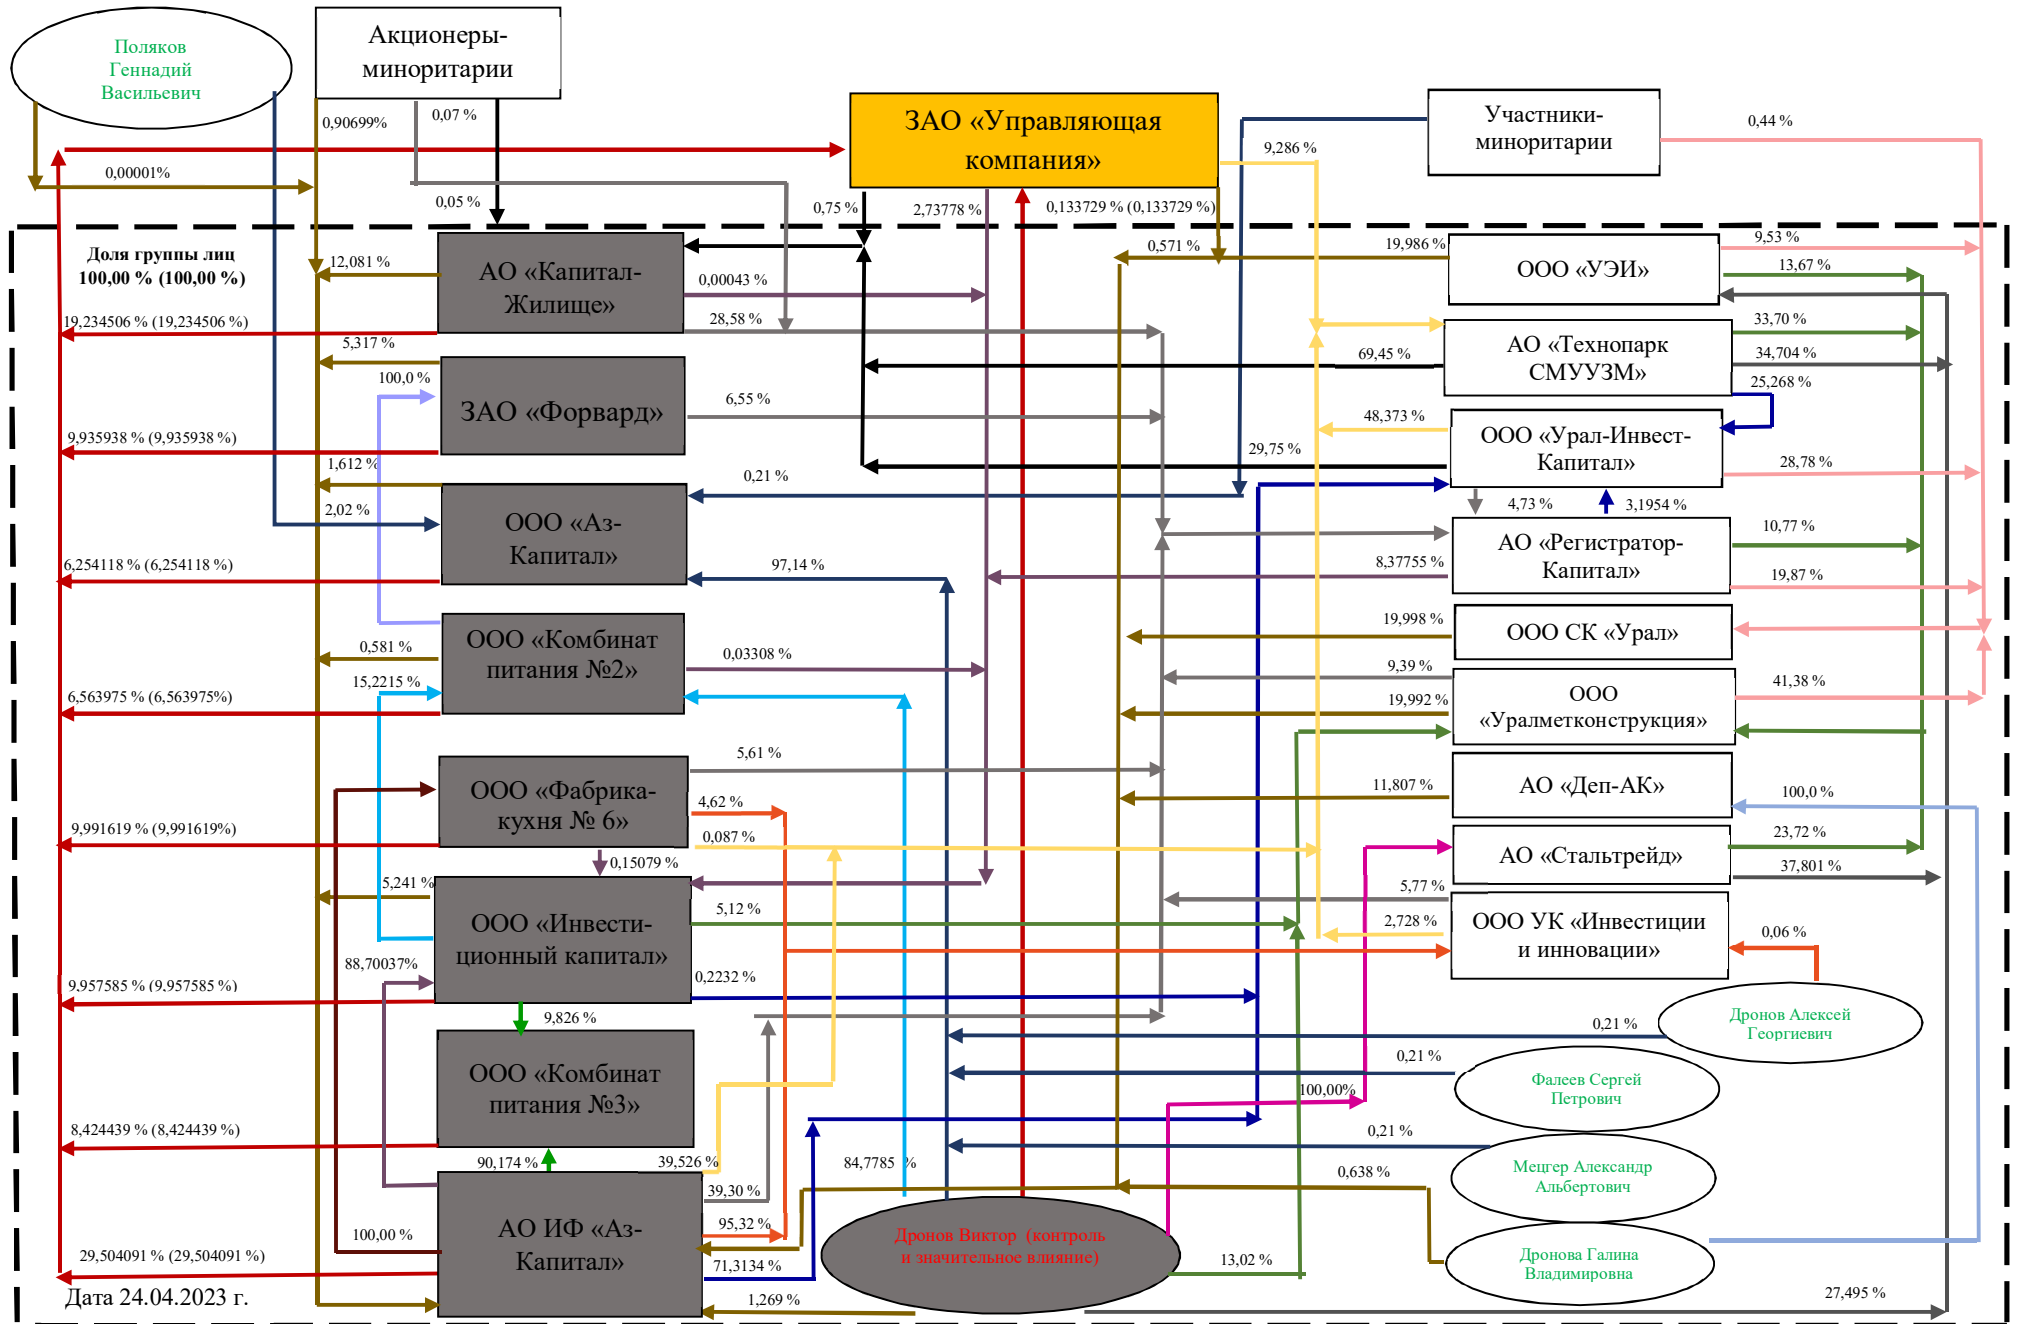 Поляков
Геннадий
Васильевич
Акционеры-
миноритарии
ЗАО «Управляющая
компания»
Участники-
миноритарии
0,90699%
0,07 %
0,00001%
0,05 %
9,286 %
0,44 %
0,75 %
2,73778 %
0,133729 % (0,133729 %)
Доля группы лиц
100,00 % (100,00 %)
12,081 %
АО «Капитал-
Жилище»
0,00043 %
28,58 %
19,234506 % (19,234506 %)
0,571 %
19,986 %
ООО «УЭИ»
9,53 %
13,67 %
5,317 %
100,0 %
ЗАО «Форвард»
6,55 %
9,935938 % (9,935938 %)
69,45 %
АО «Технопарк
СМУУЗМ»
33,70 %
34,704 %
25,268 %
48,373 %
29,75 %
ООО «Урал-Инвест-
Капитал»
28,78 %
1,612 %
0,21 %
2,02 %
ООО «Аз-
Капитал»
97,14 %
6,254118 % (6,254118 %)
4,73 %
3,1954 %
8,37755 %
АО «Регистратор-
Капитал»
10,77 %
19,87 %
0,581 %
ООО «Комбинат
питания №2»
0,03308 %
15,2215 %
6,563975 % (6,563975%)
19,998 %
ООО СК «Урал»
9,39 %
19,992 %
ООО
«Уралметконструкция»
41,38 %
5,61 %
ООО «Фабрика-
кухня № 6»
4,62 %
0,087 %
9,991619 % (9,991619%)
0,15079 %
11,807 %
АО «Деп-АК»
100,0 %
АО «Стальтрейд»
23,72 %
37,801 %
5,241 %
ООО «Инвести-
ционный капитал»
5,12 %
88,70037%
0,2232 %
9,957585 % (9,957585 %)
5,77 %
2,728 %
ООО УК «Инвестиции
и инновации»
0,06 %
9,826 %
ООО «Комбинат
питания №3»
8,424439 % (8,424439 %)
0,21 %
Дронов Алексей
Георгиевич
0,21 %
100,00%
Фалеев Сергей
Петрович
0,21 %
90,174 %
39,526 %
84,7785 %
39,30 %
95,32 %
АО ИФ «Аз-
Капитал»
100,00 %
71,3134 %
29,504091 % (29,504091 %)
0,638 %
Мецгер Александр
Альбертович
Дронов Виктор (контроль
и значительное влияние)
13,02 %
Дронова Галина
Владимировна
Дата 24.04.2023 г.
1,269 %
27,495 %